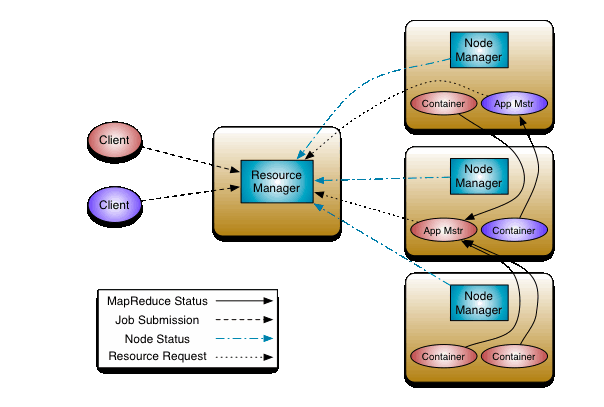 Node
Manager
Container
App Mstr
Client
Client
Resource
Manager
Node
Manager
App Mstr
Container
Node
Manager
Container
Container
MapReduce Status
Job Submission
Node Status
Resource Request